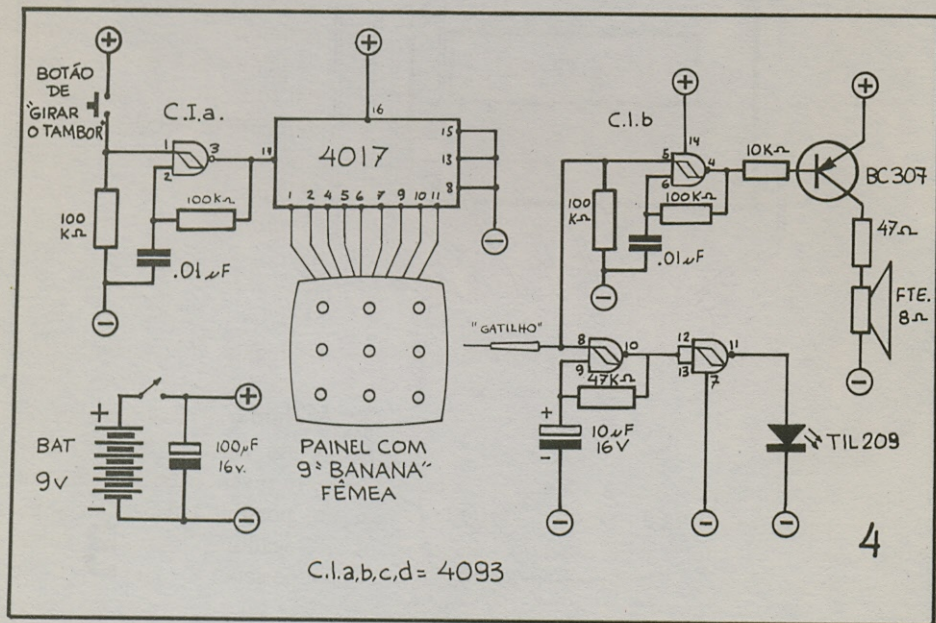 BOTÃO
DE
"GIRAR
O TAMBOR"
C.I.a.
1
2
3
100
KΩ
100KΩ
.01µF
16
14
4017
15
13
8
1 2 4 5 6 7 9 10 11
PAINEL COM
9 "BANANA"
FÊMEA
BAT
9V
+
-
100µF
16V.
+
-
C.I.b
14
5
6
4
100
KΩ
100KΩ
.01µF
10KΩ
BC307
47Ω
FTE.
8Ω
"GATILHO"
8
9
10
47KΩ
12
13
11
7
+
-
10µF
16V
TIL209
4
C.I.a,b,c,d= 4093